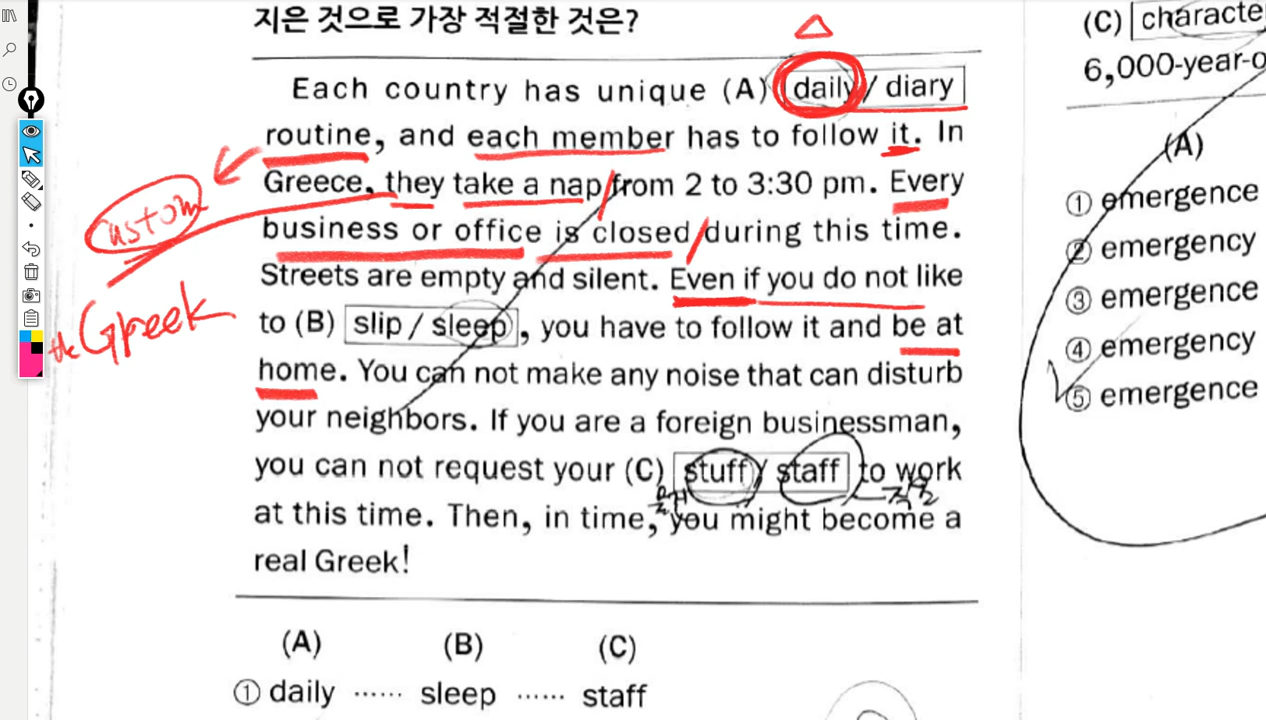 지은 것으로 가장 적절한 것은?
Each country has unique (A) daily / diary
routine, and each member has to follow it. In
Greece, they take a nap from 2 to 3:30 pm. Every
business or office is closed during this time.
Streets are empty and silent. Even if you do not like
to (B) slip / sleep, you have to follow it and be at
home. You can not make any noise that can disturb
your neighbors. If you are a foreign businessman,
you can not request your (C) stuff / staff to work
at this time. Then, in time, you might become a
real Greek!
(A) (B) (C)
① daily ······ sleep ······ staff
custom
the Greek
물건
직원
(C) characte
6,000-year-o
(A)
① emergence
② emergency
③ emergence
④ emergency
⑤ emergence